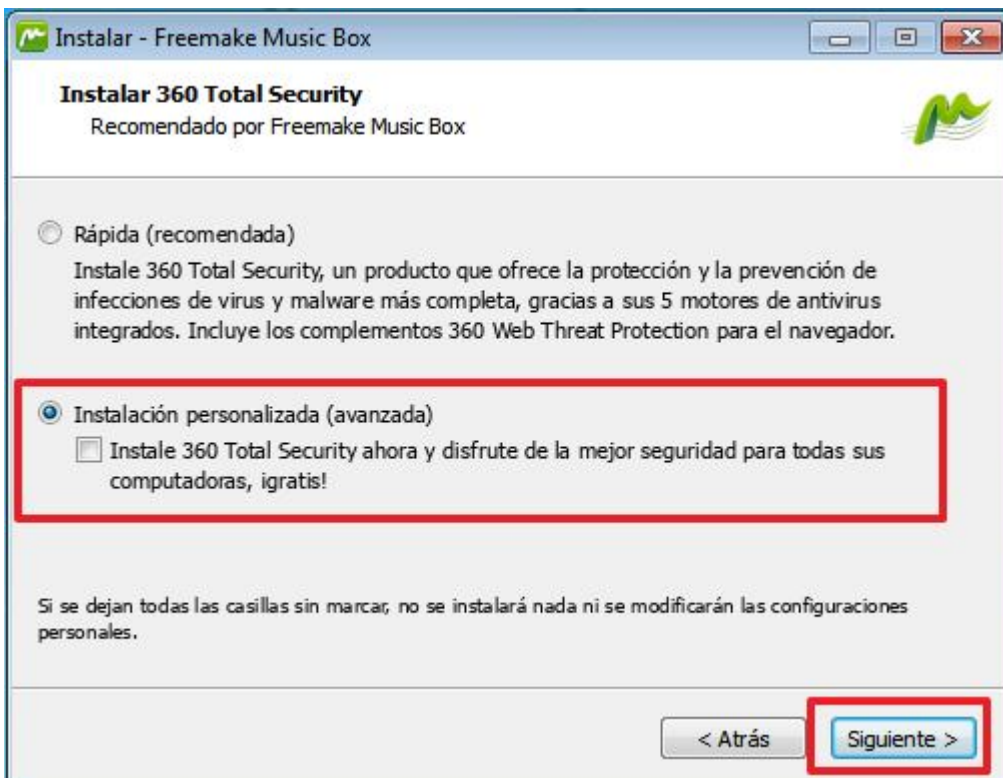 Instalar - Freemake Music Box
Instalar 360 Total Security
Recomendado por Freemake Music Box
Rápida (recomendada)
Instale 360 Total Security, un producto que ofrece la protección y la prevención de
infecciones de virus y malware más completa, gracias a sus 5 motores de antivirus
integrados. Incluye los complementos 360 Web Threat Protection para el navegador.
Instalación personalizada (avanzada)
Instale 360 Total Security ahora y disfrute de la mejor seguridad para todas sus
computadoras, ¡gratis!
Si se dejan todas las casillas sin marcar, no se instalará nada ni se modificarán las configuraciones
personales.
< Atrás
Siguiente >